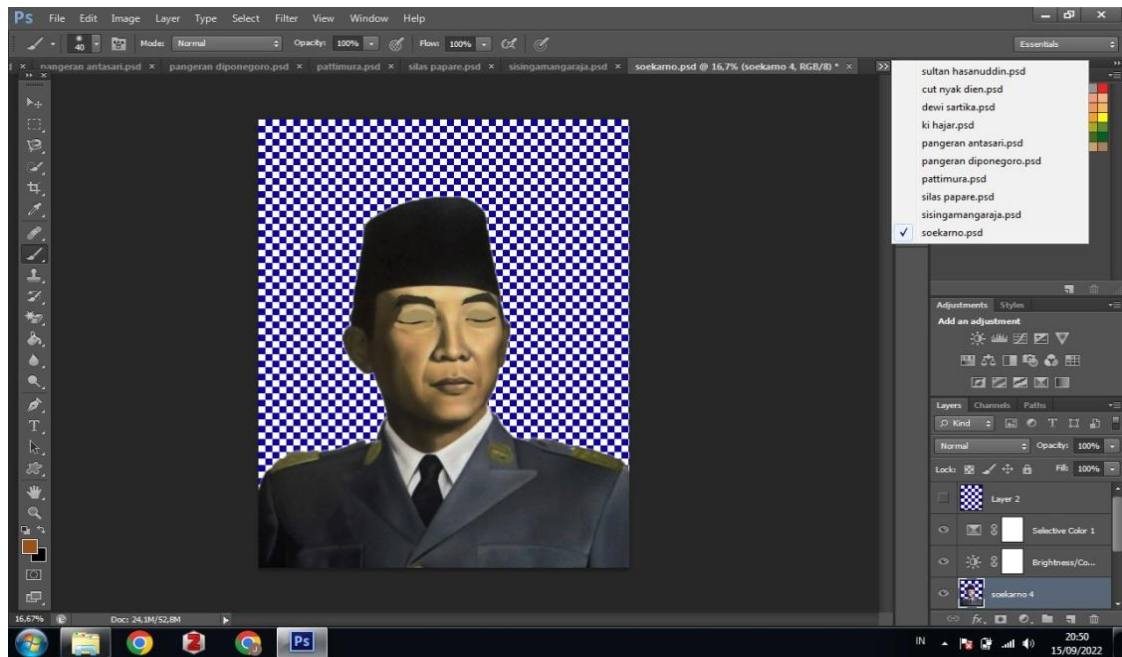 Ps File Edit Image Layer Type Select Filter View Window Help
40 Mode: Normal Opacity: 100% Flow: 100% Essentials
pangeran antasari.psd × pangeran diponegoro.psd × pattimura.psd × silas papare.psd × sisingamangaraja.psd × soekarno.psd @ 16,7% (soekarno 4, RGB/8) * ×
sultan hasanuddin.psd
cut nyak dien.psd
dewi sartika.psd
ki hajar.psd
pangeran antasari.psd
pangeran diponegoro.psd
pattimura.psd
silas papare.psd
sisingamangaraja.psd
soekarno.psd
Adjustments Styles
Add an adjustment
Layers Channels Paths
Kind
Normal Opacity: 100%
Lock: Fill: 100%
Layer 2
Selective Color 1
Brightness/Co...
soekarno 4
fx
16,67% Doc: 24,1M/52,8M
Ps IN 20:50
15/09/2022